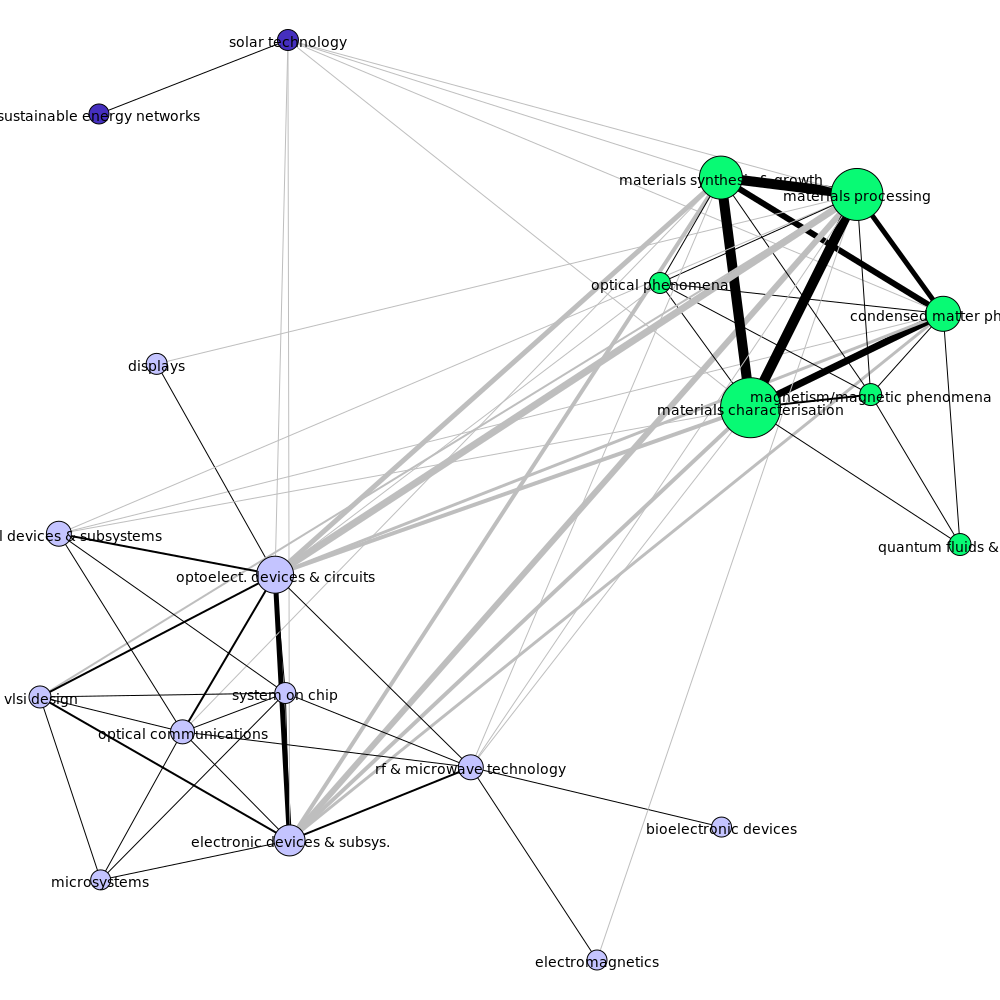 solar technology
sustainable energy networks
materials synthesis & growth
materials processing
optical phenomena
condensed matter ph
displays
magnetism/magnetic phenomena
materials characterisation
l devices & subsystems
quantum fluids &
optoelect. devices & circuits
vlsi design
system on chip
optical communications
rf & microwave technology
bioelectronic devices
electronic devices & subsys.
microsystems
electromagnetics